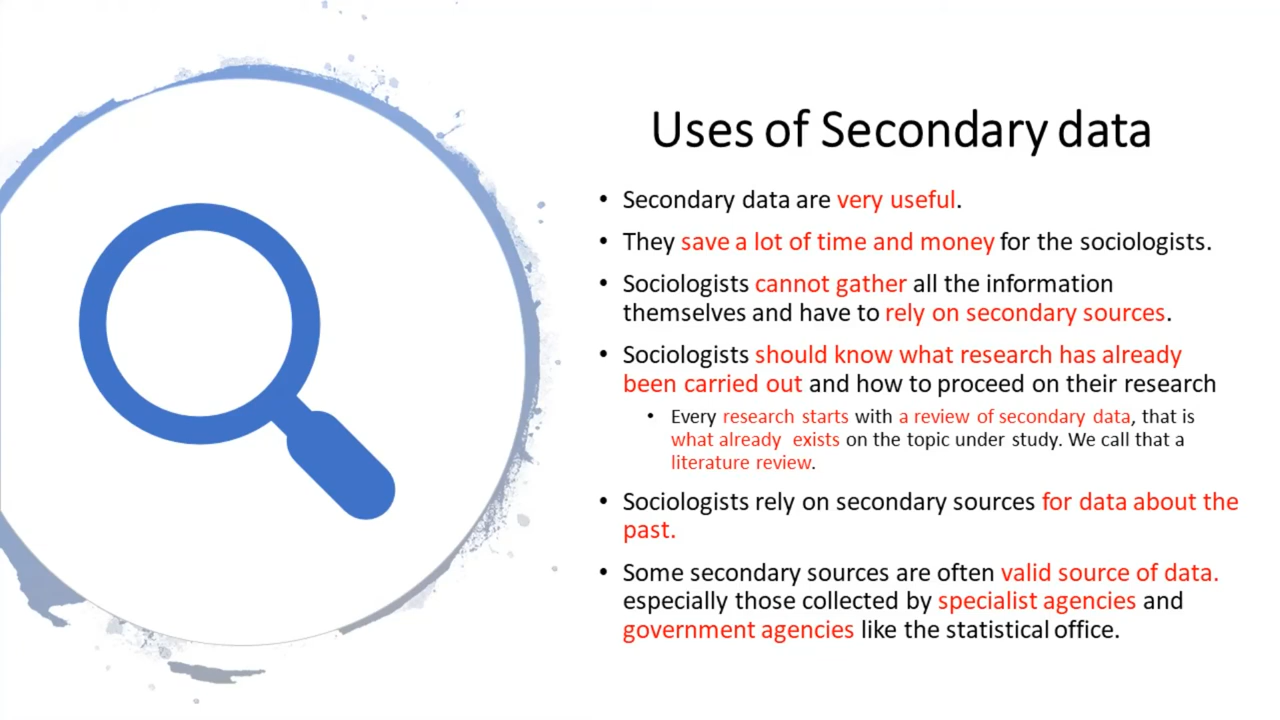 Uses of Secondary data
• Secondary data are very useful.
• They save a lot of time and money for the sociologists.
• Sociologists cannot gather all the information
themselves and have to rely on secondary sources.
• Sociologists should know what research has already
been carried out and how to proceed on their research
• Every research starts with a review of secondary data, that is
what already exists on the topic under study. We call that a
literature review.
• Sociologists rely on secondary sources for data about the
past.
• Some secondary sources are often valid source of data.
especially those collected by specialist agencies and
government agencies like the statistical office.